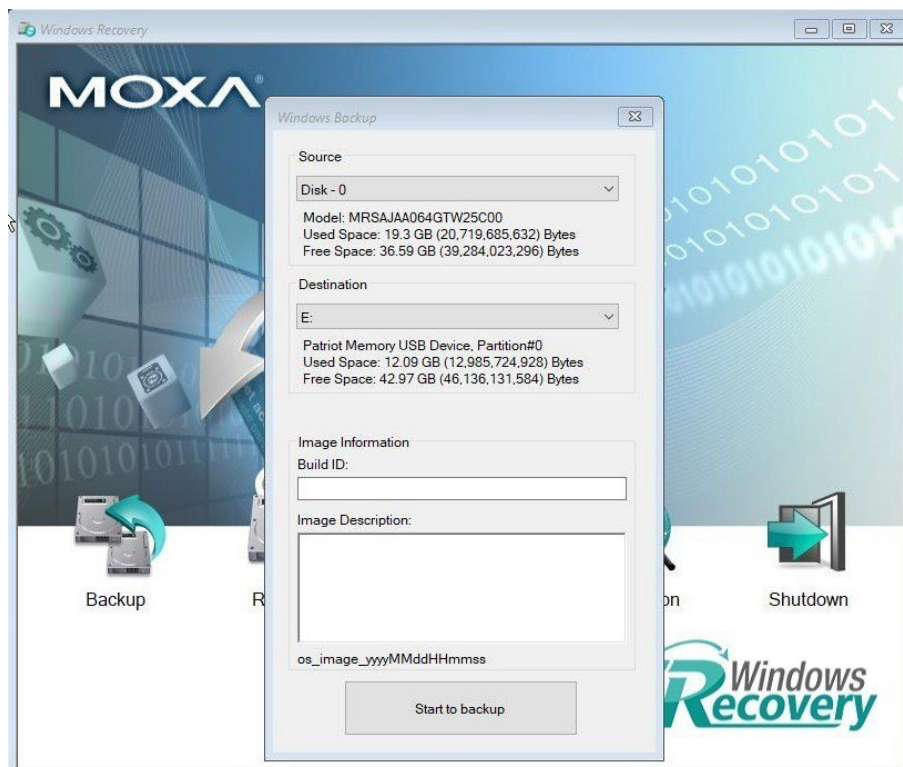 Windows Recovery
MOXA®
Windows Backup
Source
Disk - 0
Model: MRSAJAA064GTW25C00
Used Space: 19.3 GB (20,719,685,632) Bytes
Free Space: 36.59 GB (39,284,023,296) Bytes
Destination
E:
Patriot Memory USB Device, Partition#0
Used Space: 12.09 GB (12,985,724,928) Bytes
Free Space: 42.97 GB (46,136,131,584) Bytes
Image Information
Build ID:
Image Description:
os_image_yyyMMddHHmmss
Start to backup
Backup
R
on
Shutdown
Windows
Recovery